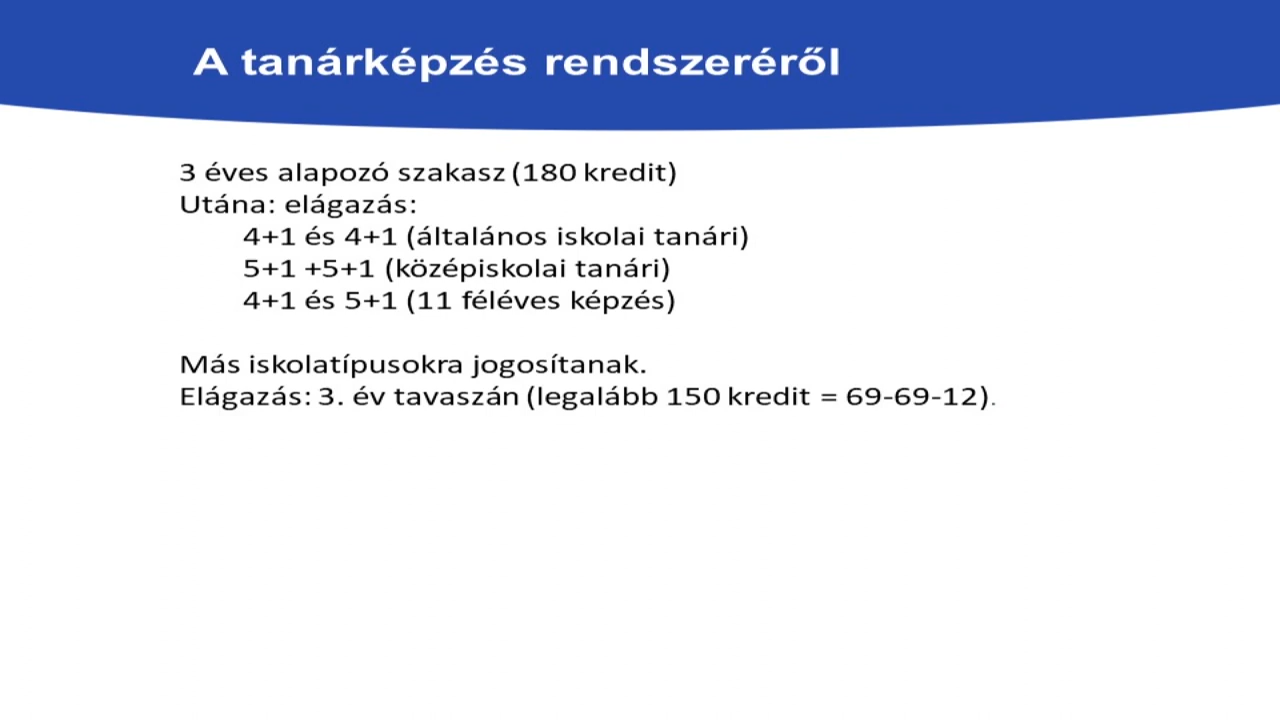 A tanárképzés rendszeréről
3 éves alapozó szakasz (180 kredit)
Utána: elágazás:
4+1 és 4+1 (általános iskolai tanári)
5+1 +5+1 (középiskolai tanári)
4+1 és 5+1 (11 féléves képzés)
Más iskolatípusokra jogosítanak.
Elágazás: 3. év tavaszán (legalább 150 kredit = 69-69-12).